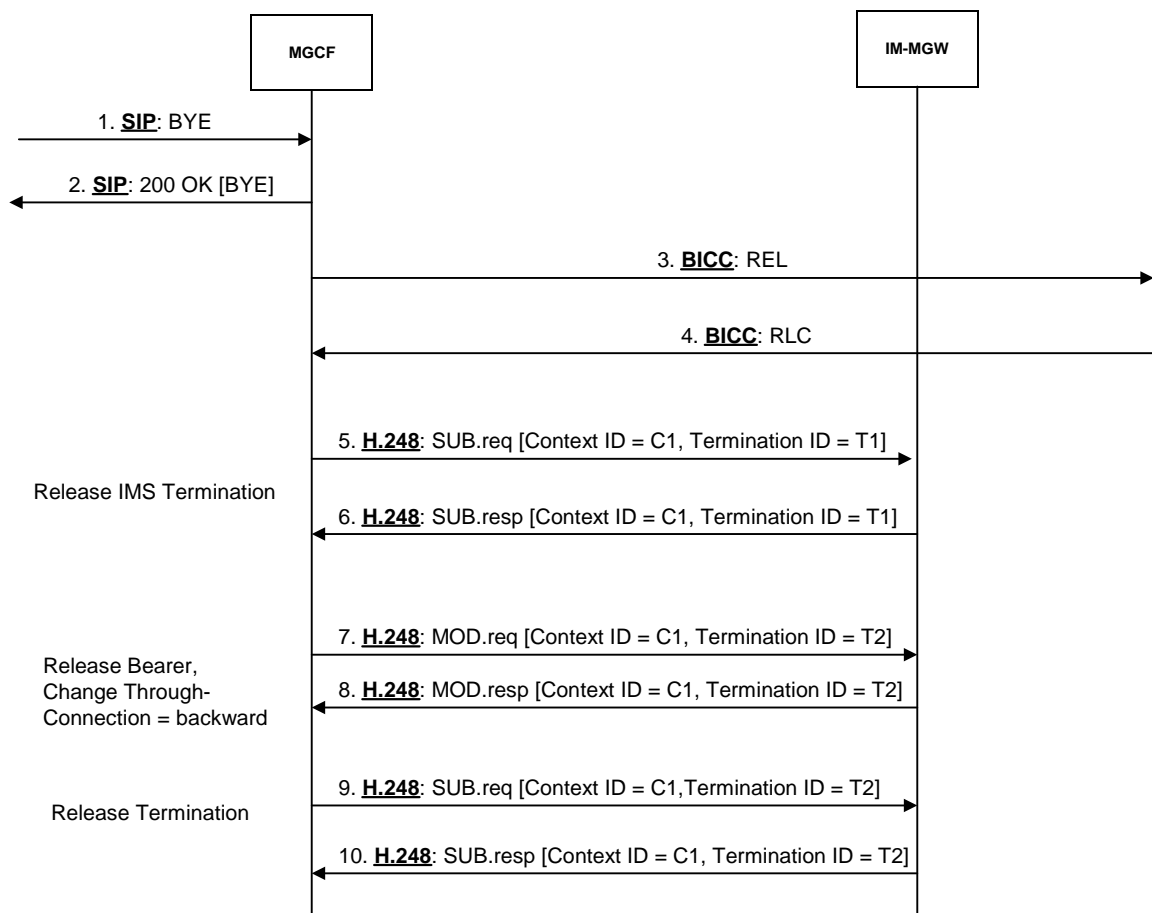 MGCF
IM-MGW
1. SIP: BYE
2. SIP: 200 OK [BYE]
3. BICC: REL
4. BICC: RLC
5. H.248: SUB.req [Context ID = C1, Termination ID = T1]
Release IMS Termination
6. H.248: SUB.resp [Context ID = C1, Termination ID = T1]
7. H.248: MOD.req [Context ID = C1, Termination ID = T2]
Release Bearer,
Change Through-
Connection = backward
8. H.248: MOD.resp [Context ID = C1, Termination ID = T2]
9. H.248: SUB.req [Context ID = C1,Termination ID = T2]
Release Termination
10. H.248: SUB.resp [Context ID = C1, Termination ID = T2]